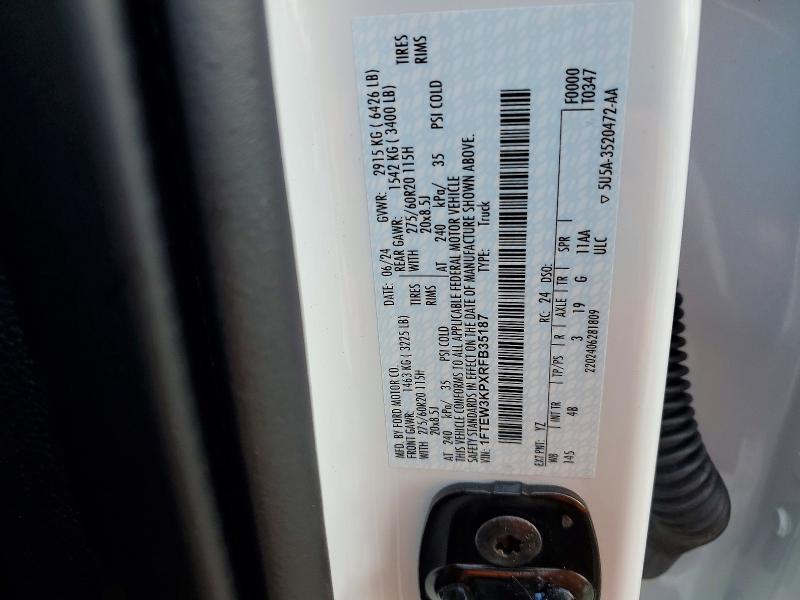 MFD. BY FORD MOTOR CO.
DATE: 06/24 GVWR: 2915 KG ( 6426 LB)
FRONT GAWR: 1463 KG ( 3225 LB) REAR GAWR: 1542 KG ( 3400 LB)
WITH 275/60R20 115H TIRES WITH 275/60R20 115H TIRES
20x8.5J RIMS 20x8.5J RIMS
AT 240 kPa/ 35 PSI COLD AT 240 kPa/ 35 PSI COLD
THIS VEHICLE CONFORMS TO ALL APPLICABLE FEDERAL MOTOR VEHICLE
SAFETY STANDARDS IN EFFECT ON THE DATE OF MANUFACTURE SHOWN ABOVE.
VIN: 1FTEW3KPXRFB35187 TYPE: Truck
EXT PNT: YZ RC: 24 DSO: F0000
WB INT TR TP/PS R AXLE TR SPR T0347
145 4B 3 19 G 11AA
ULC
2202406281809 ▽ 5U5A-3520472-AA